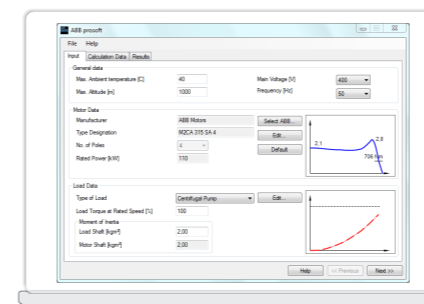 ABB prosoft
File Help
Input Calculation Data Results
General data
Max. Ambient temperature [C] 40 Main Voltage [V] 400
Max. Altitude [m] 1000 Frequency [Hz] 50
Motor Data
Manufacturer ABB Motors Select ABB...
Type Designation M2CA 315 SA 4 Edit...
No. of Poles 4 Default
Rated Power [kW] 110
2,1 2,8
706 Nm
Load Data
Type of Load Centrifugal Pump Edit...
Load Torque at Rated Speed [%] 100
Moment of Inertia
Load Shaft [kgm²] 2,00
Motor Shaft [kgm²] 2,00
Help << Previous Next >>